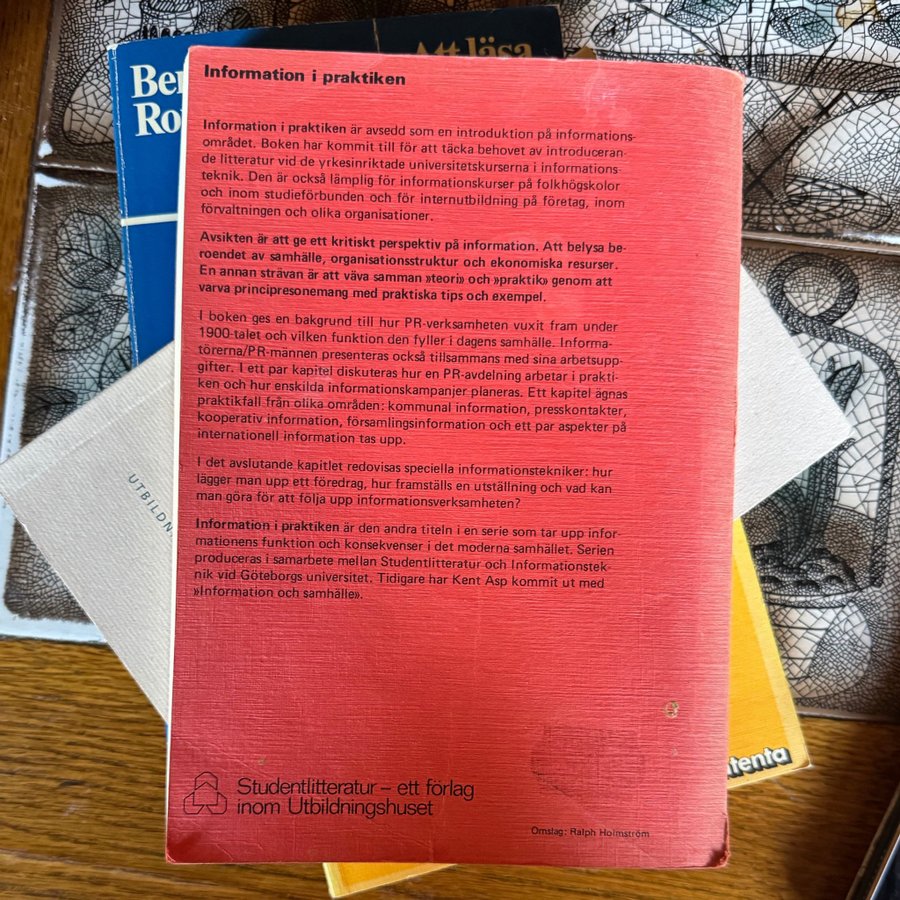 Att läsa
Ber
Ro
Information i praktiken
Information i praktiken är avsedd som en introduktion på informations-
området. Boken har kommit till för att täcka behovet av introduceran-
de litteratur vid de yrkesinriktade universitetskurserna i informations-
teknik. Den är också lämplig för informationskurser på folkhögskolor
och inom studieförbunden och för internutbildning på företag, inom
förvaltningen och olika organisationer.
Avsikten är att ge ett kritiskt perspektiv på information. Att belysa be-
roendet av samhälle, organisationsstruktur och ekonomiska resurser.
En annan strävan är att väva samman »teori» och »praktik» genom att
varva principresonemang med praktiska tips och exempel.
I boken ges en bakgrund till hur PR-verksamheten vuxit fram under
1900-talet och vilken funktion den fyller i dagens samhälle. Informa-
törerna/PR-männen presenteras också tillsammans med sina arbetsupp-
gifter. I ett par kapitel diskuteras hur en PR-avdelning arbetar i prakti-
ken och hur enskilda informationskampanjer planeras. Ett kapitel ägnas
praktikfall från olika områden: kommunal information, presskontakter,
kooperativ information, församlingsinformation och ett par aspekter på
internationell information tas upp.
I det avslutande kapitlet redovisas speciella informationstekniker: hur
lägger man upp ett föredrag, hur framställs en utställning och vad kan
man göra för att följa upp informationsverksamheten?
Information i praktiken är den andra titeln i en serie som tar upp infor-
mationens funktion och konsekvenser i det moderna samhället. Serien
produceras i samarbete mellan Studentlitteratur och Informationstek-
nik vid Göteborgs universitet. Tidigare har Kent Asp kommit ut med
»Information och samhälle».
UTBILDN
tenta
Studentlitteratur – ett förlag
inom Utbildningshuset
Omslag: Ralph Holmström